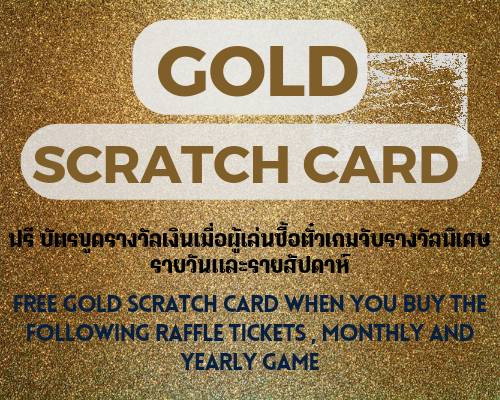 GOLD
SCRATCH CARD
ฟรี บัตรขูดรางวัลเงินเมื่อผู้เล่นซื้อตั๋วเกมจับรางวัลพิเศษ
รายวันและรายสัปดาห์
FREE GOLD SCRATCH CARD WHEN YOU BUY THE
FOLLOWING RAFFLE TICKETS , MONTHLY AND
YEARLY GAME